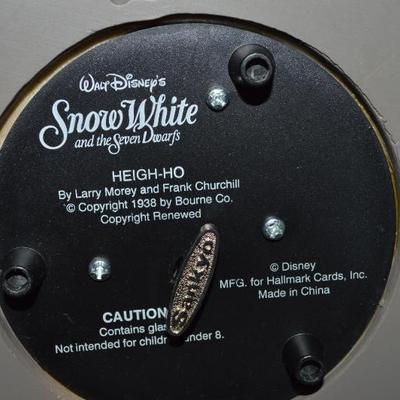 WALT DISNEY'S
Snow White
and the Seven Dwarfs
HEIGH-HO
By Larry Morey and Frank Churchill
© Copyright 1938 by Bourne Co.
Copyright Renewed
Sankyo
© Disney
MFG. for Hallmark Cards, Inc.
Made in China
CAUTION
Contains
Not intended for children under 8.